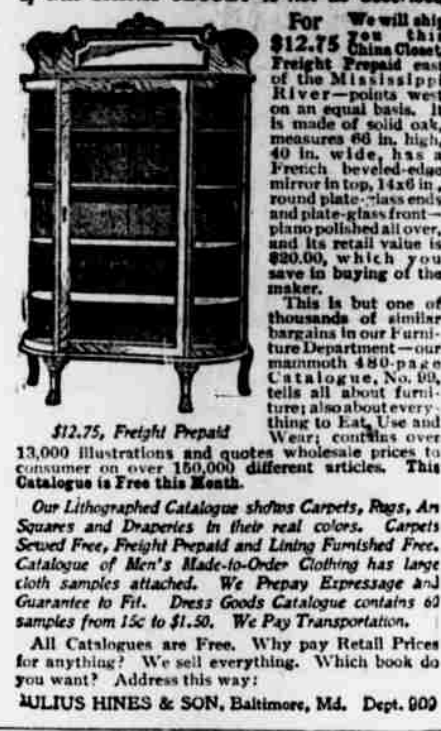 For We will ship
$12.75 you this
China Closet
Freight Prepaid east
of the Mississippi
River—points west
on an equal basis. It
is made of solid oak,
measures 66 in. high,
40 in. wide, has a
French beveled-edge
mirror in top, 14x6 in.,
round plate-glass ends
and plate-glass front—
piano polished all over,
and its retail value is
$20.00, which you
save in buying of the
maker.
This is but one of
thousands of similar
bargains in our Furni-
ture Department—our
mammoth 480-page
Catalogue, No. 99,
tells all about furni-
ture; also about every-
thing to Eat, Use and
Wear; contains over
$12.75, Freight Prepaid
13,000 illustrations and quotes wholesale prices to
consumer on over 150,000 different articles. This
Catalogue is Free this Month.
Our Lithographed Catalogue shows Carpets, Rugs, Art
Squares and Draperies in their real colors. Carpets
Sewed Free, Freight Prepaid and Lining Furnished Free.
Catalogue of Men's Made-to-Order Clothing has large
cloth samples attached. We Prepay Expressage and
Guarantee to Fit. Dress Goods Catalogue contains 60
samples from 15c to $1.50. We Pay Transportation.
All Catalogues are Free. Why pay Retail Prices
for anything? We sell everything. Which book do
you want? Address this way:
JULIUS HINES & SON, Baltimore, Md. Dept. 909